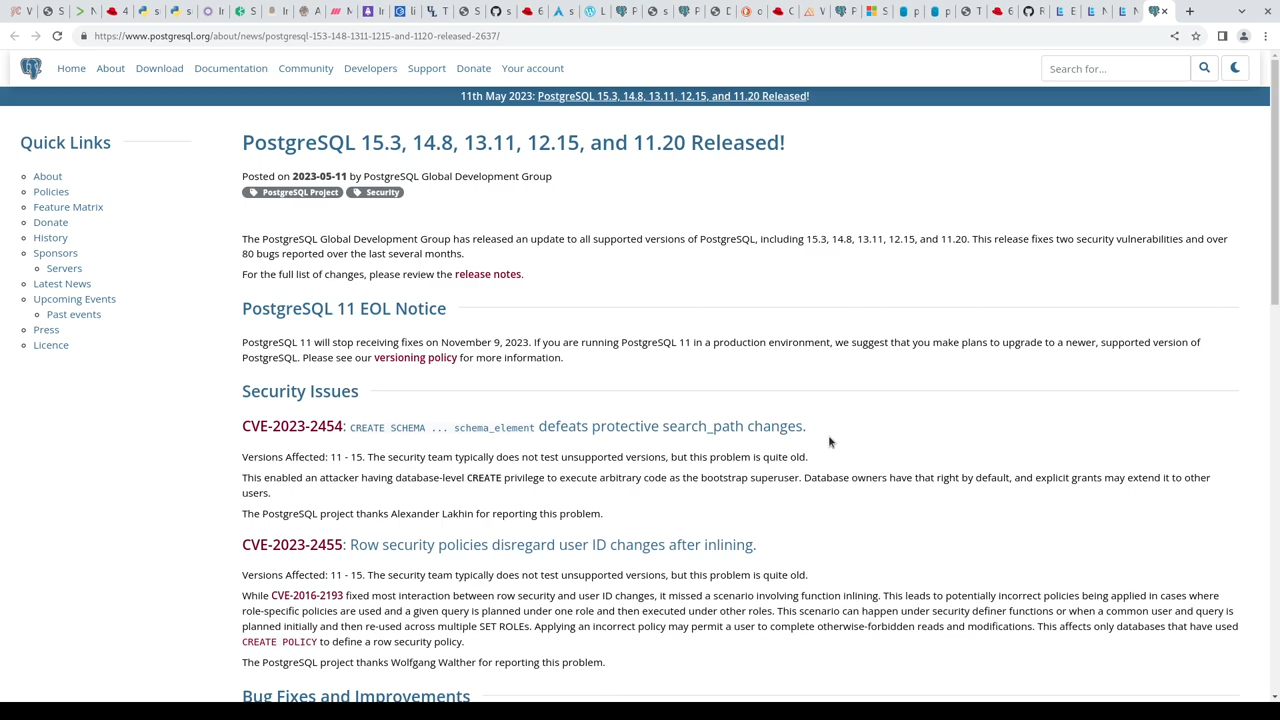 https://www.postgresql.org/about/news/postgresql-153-148-1311-1215-and-1120-released-2637/
Home About Download Documentation Community Developers Support Donate Your account
Search for...
11th May 2023: PostgreSQL 15.3, 14.8, 13.11, 12.15, and 11.20 Released!
Quick Links
About
Policies
Feature Matrix
Donate
History
Sponsors
Servers
Latest News
Upcoming Events
Past events
Press
Licence
PostgreSQL 15.3, 14.8, 13.11, 12.15, and 11.20 Released!
Posted on 2023-05-11 by PostgreSQL Global Development Group
PostgreSQL Project Security
The PostgreSQL Global Development Group has released an update to all supported versions of PostgreSQL, including 15.3, 14.8, 13.11, 12.15, and 11.20. This release fixes two security vulnerabilities and over
80 bugs reported over the last several months.
For the full list of changes, please review the release notes.
PostgreSQL 11 EOL Notice
PostgreSQL 11 will stop receiving fixes on November 9, 2023. If you are running PostgreSQL 11 in a production environment, we suggest that you make plans to upgrade to a newer, supported version of
PostgreSQL. Please see our versioning policy for more information.
Security Issues
CVE-2023-2454: CREATE SCHEMA ... schema_element defeats protective search_path changes.
Versions Affected: 11 - 15. The security team typically does not test unsupported versions, but this problem is quite old.
This enabled an attacker having database-level CREATE privilege to execute arbitrary code as the bootstrap superuser. Database owners have that right by default, and explicit grants may extend it to other
users.
The PostgreSQL project thanks Alexander Lakhin for reporting this problem.
CVE-2023-2455: Row security policies disregard user ID changes after inlining.
Versions Affected: 11 - 15. The security team typically does not test unsupported versions, but this problem is quite old.
While CVE-2016-2193 fixed most interaction between row security and user ID changes, it missed a scenario involving function inlining. This leads to potentially incorrect policies being applied in cases where
role-specific policies are used and a given query is planned under one role and then executed under other roles. This scenario can happen under security definer functions or when a common user and query is
planned initially and then re-used across multiple SET ROLEs. Applying an incorrect policy may permit a user to complete otherwise-forbidden reads and modifications. This affects only databases that have used
CREATE POLICY to define a row security policy.
The PostgreSQL project thanks Wolfgang Walther for reporting this problem.
Bug Fixes and Improvements